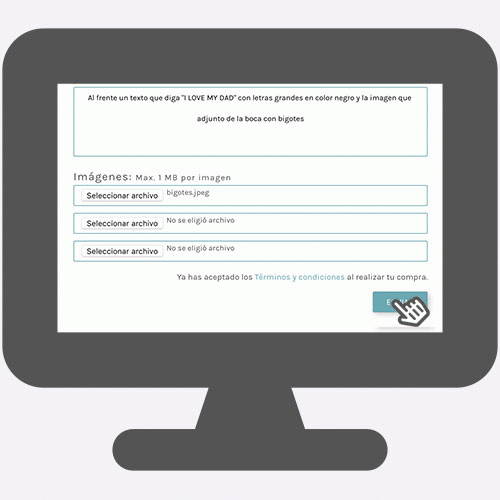 Al frente un texto que diga "I LOVE MY DAD" con letras grandes en color negro y la imagen que
adjunto de la boca con bigotes
Imágenes: Max. 1 MB por imagen
Seleccionar archivo bigotes.jpeg
Seleccionar archivo No se eligió archivo
Seleccionar archivo No se eligió archivo
Ya has aceptado los Términos y condiciones al realizar tu compra.